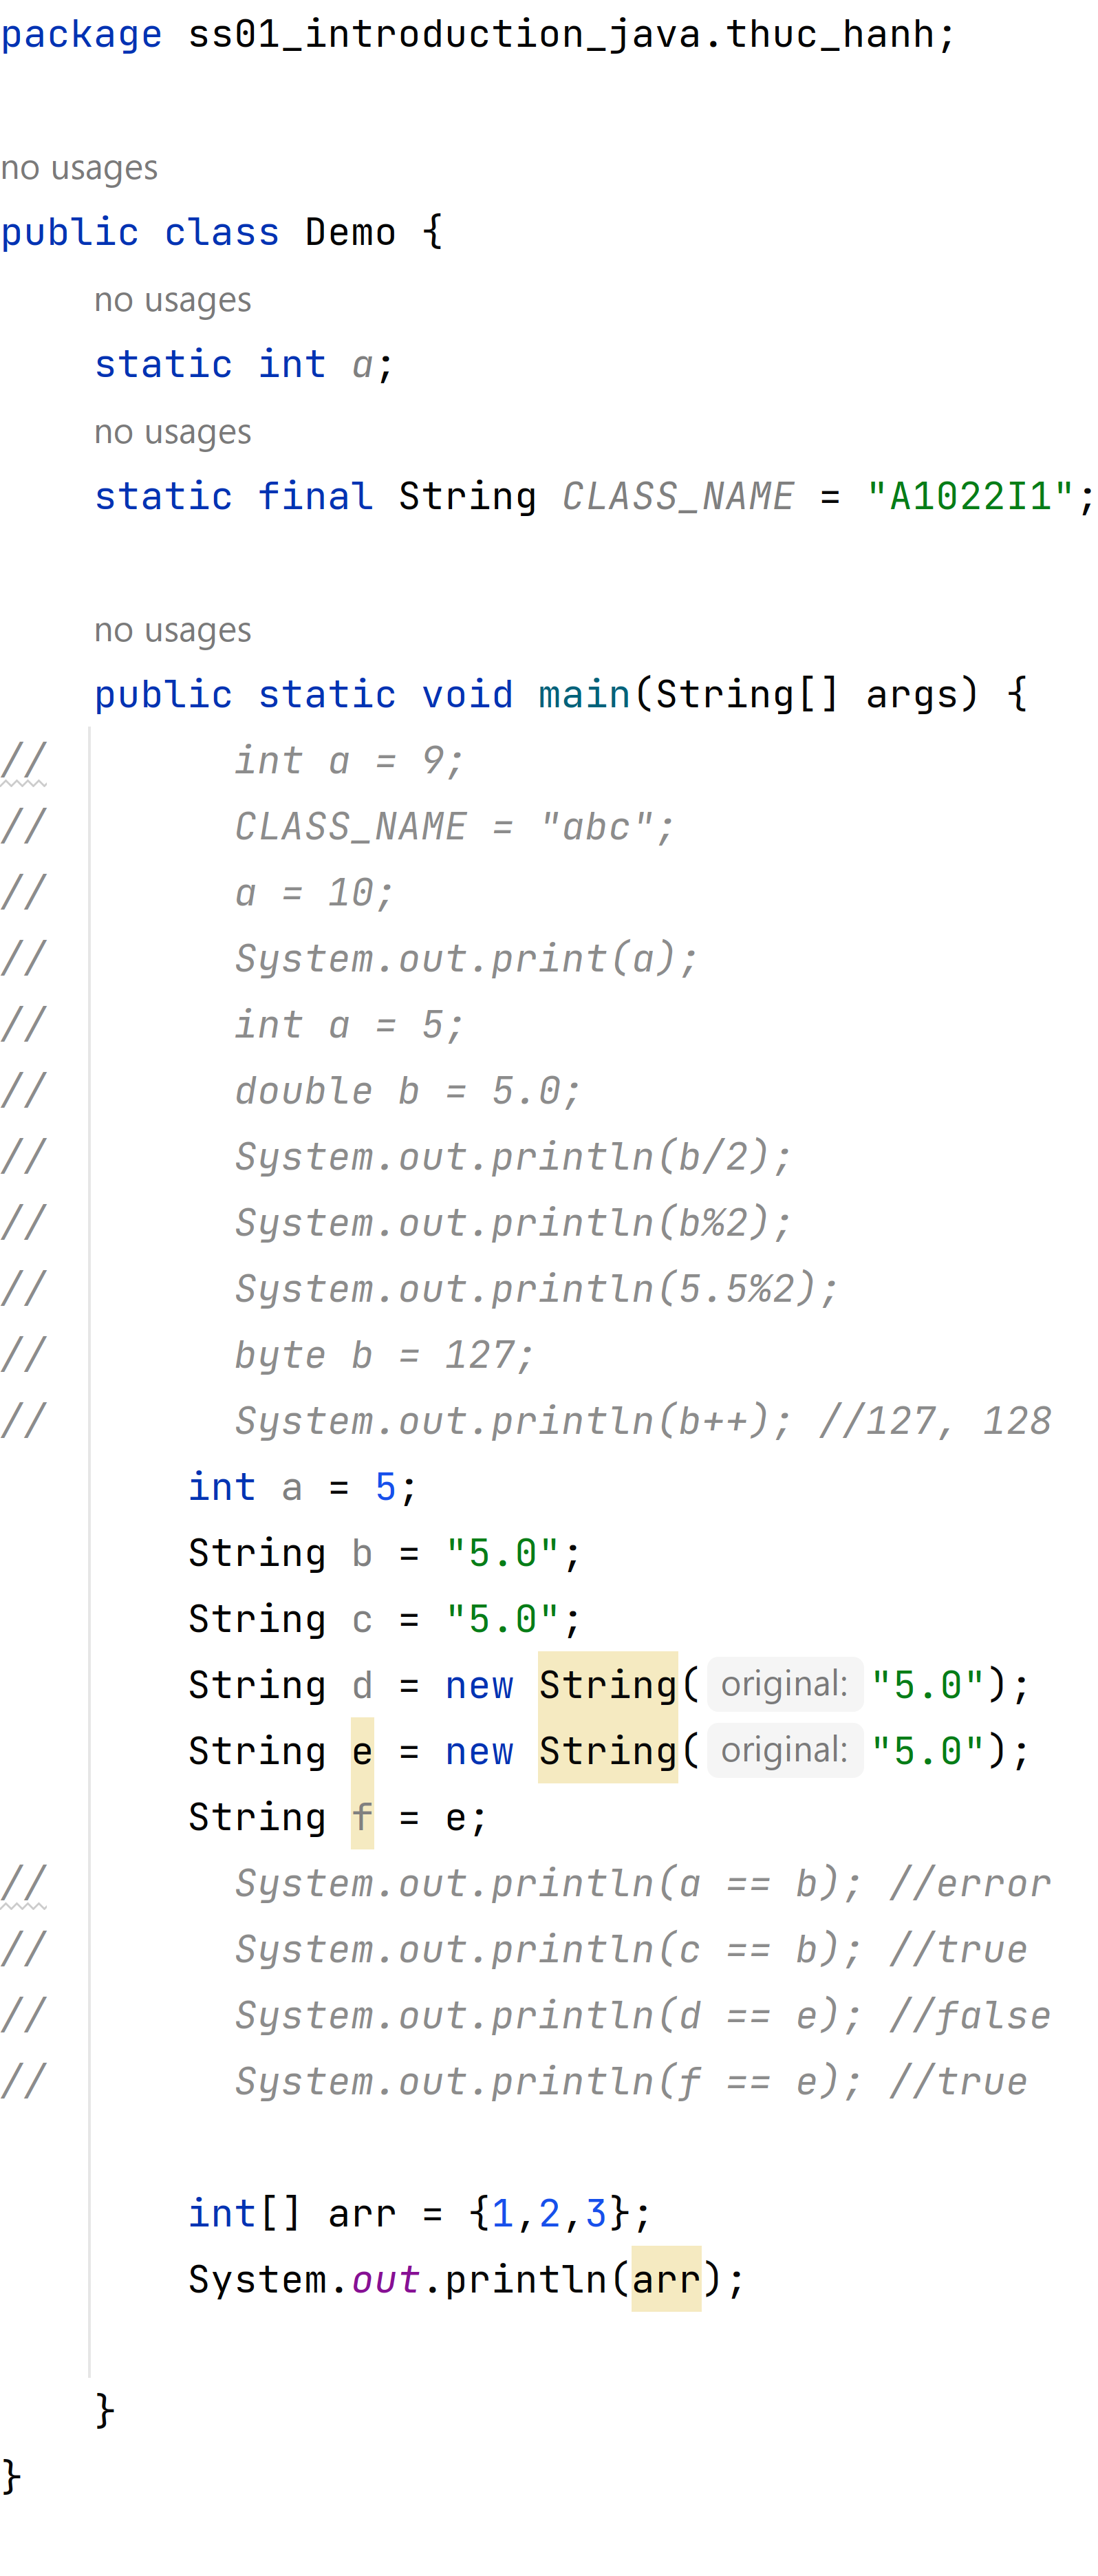 package ss01_introduction_java.thuc_hanh;
no usages
public class Demo {
no usages
static int a;
no usages
static final String CLASS_NAME = "A1022I1";
no usages
public static void main(String[] args) {
//        int a = 9;
//        CLASS_NAME = "abc";
//        a = 10;
//        System.out.print(a);
//        int a = 5;
//        double b = 5.0;
//        System.out.println(b/2);
//        System.out.println(b%2);
//        System.out.println(5.5%2);
//        byte b = 127;
//        System.out.println(b++); //127, 128
int a = 5;
String b = "5.0";
String c = "5.0";
String d = new String( original: "5.0");
String e = new String( original: "5.0");
String f = e;
//        System.out.println(a == b); //error
//        System.out.println(c == b); //true
//        System.out.println(d == e); //false
//        System.out.println(f == e); //true
int[] arr = {1,2,3};
System.out.println(arr);
}
}